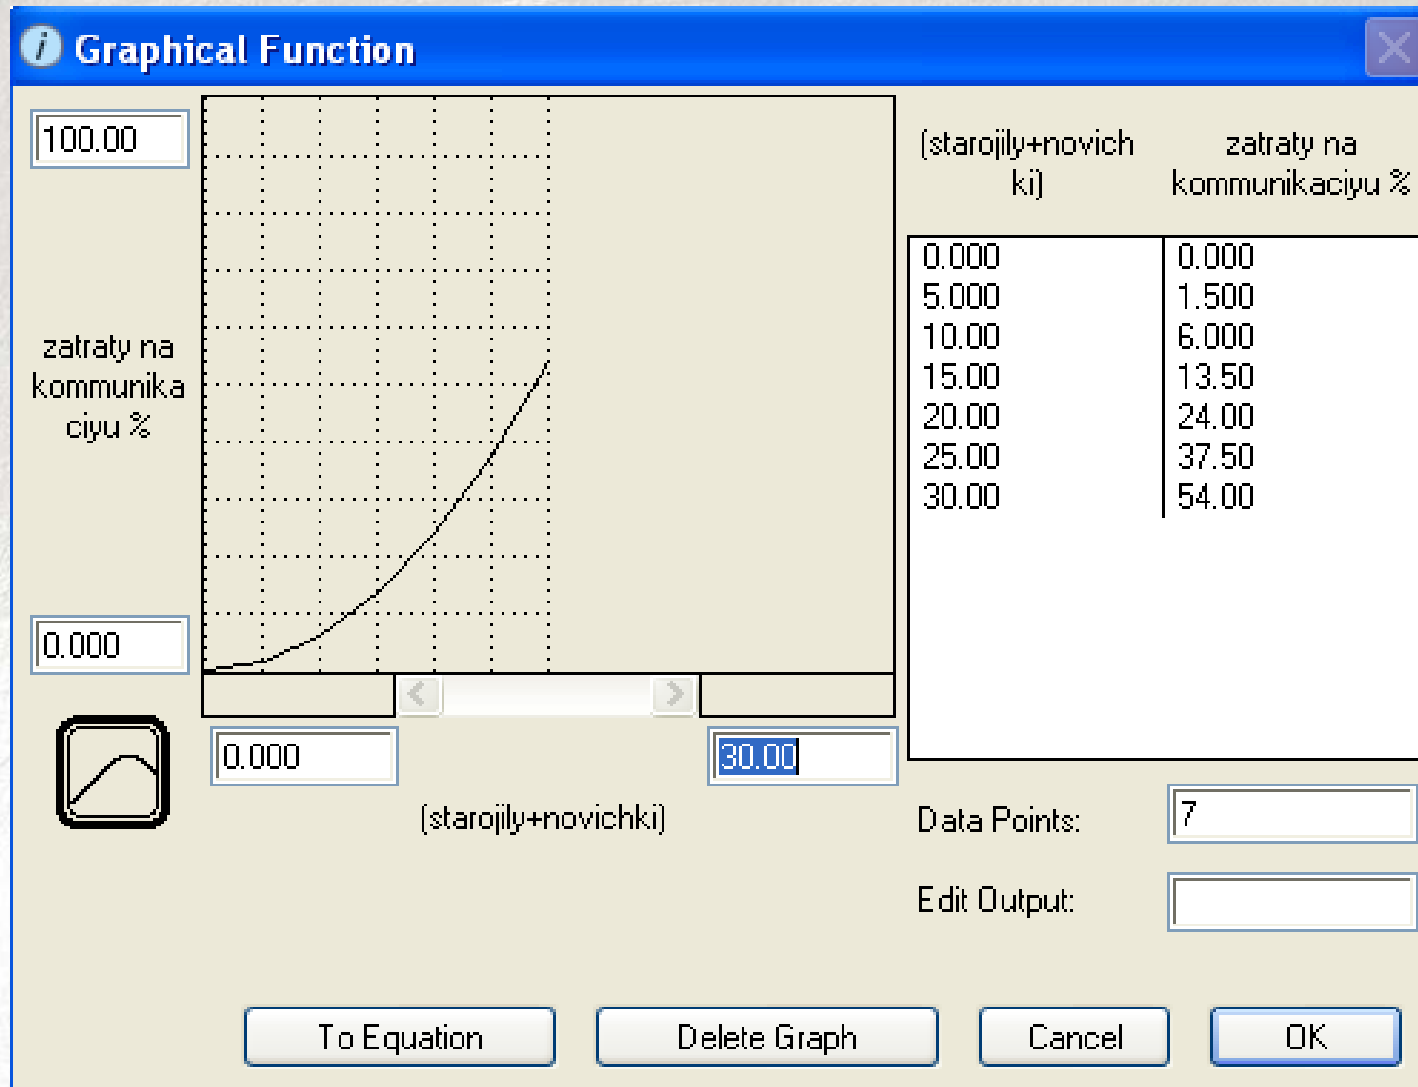 Graphical Function
100.00
zatraty na
kommunika
ciyu %
0.000
0.000
30.00
(starojily+novichki)
(starojily+novich
ki)
zatraty na
kommunikaciyu %
0.000 0.000
5.000 1.500
10.00 6.000
15.00 13.50
20.00 24.00
25.00 37.50
30.00 54.00
Data Points: 7
Edit Output:
To Equation
Delete Graph
Cancel
OK